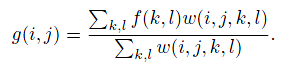 g(i, j) = \frac{\sum_{k,l} f(k, l)w(i, j, k, l)}{\sum_{k,l} w(i, j, k, l)}.